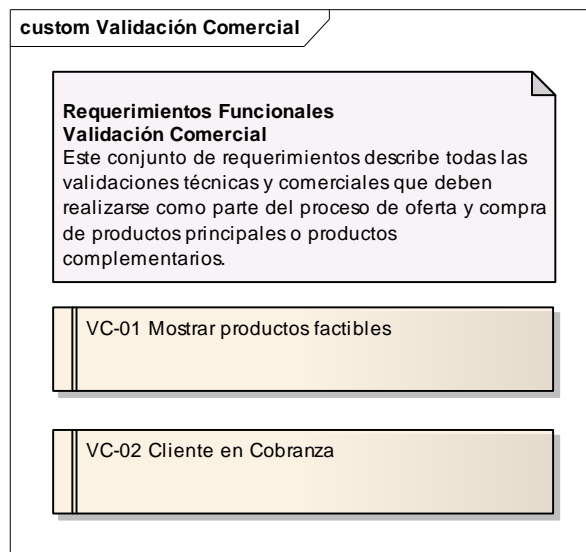 custom Validación Comercial
Requerimientos Funcionales
Validación Comercial
Este conjunto de requerimientos describe todas las
validaciones técnicas y comerciales que deben
realizarse como parte del proceso de oferta y compra
de productos principales o productos
complementarios.
VC-01 Mostrar productos factibles
VC-02 Cliente en Cobranza